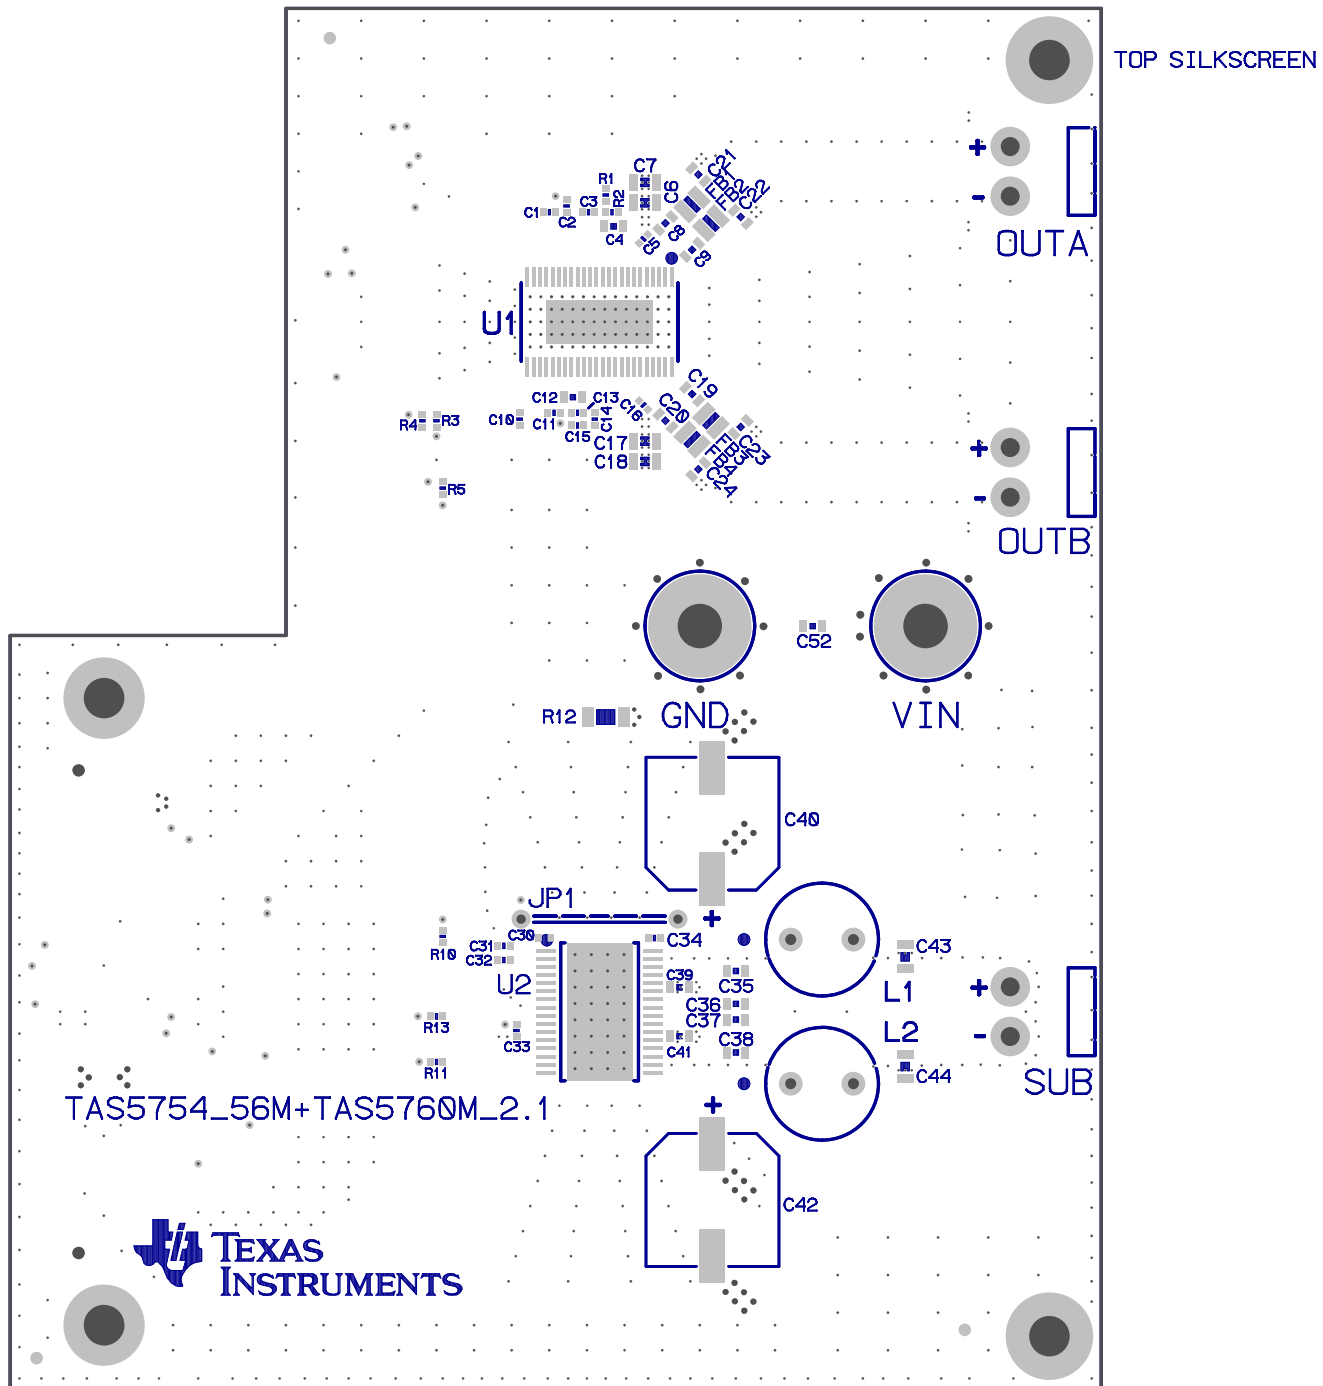 TOP SILKSCREEN
+
C7
C21
R1
FB1
FB2
C22
R2
C6
C1
C3
C2
C4
C5
C8
C9
-
OUTA
U1
C19
C12
C13
C16
C20
C10
C11
C14
C15
R4
R3
C17
C18
FB3
FB4
C23
C24
+
R5
-
OUTB
C52
R12
GND
VIN
C40
JP1
+
C30
C34
C31
R10
C32
C43
U2
C39
C35
L1
+
C36
C37
R13
C33
C41
C38
L2
-
R11
C44
SUB
TAS5754_56M+TAS5760M_2.1
+
C42
TEXAS
INSTRUMENTS